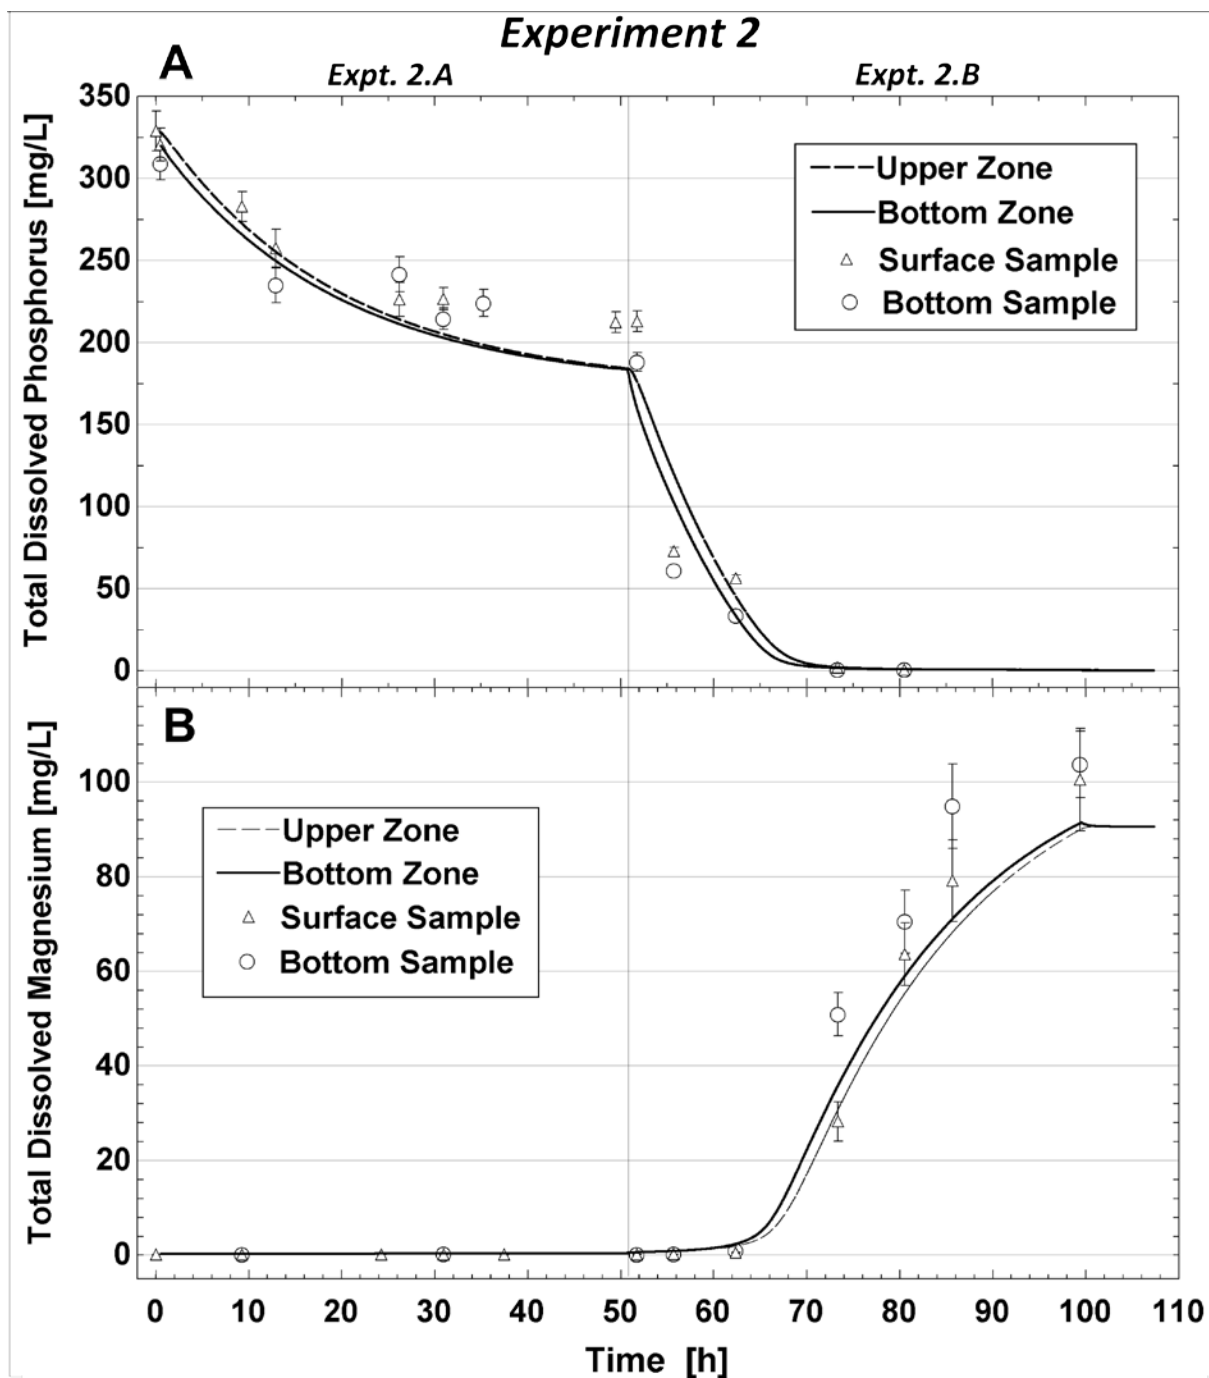 Experiment 2
A
Expt. 2.A
Expt. 2.B
Total Dissolved Phosphorus [mg/L]
350
300
250
200
150
100
50
0
Upper Zone
Bottom Zone
Surface Sample
Bottom Sample
B
Total Dissolved Magnesium [mg/L]
100
80
60
40
20
0
Upper Zone
Bottom Zone
Surface Sample
Bottom Sample
0 10 20 30 40 50 60 70 80 90 100 110
Time [h]